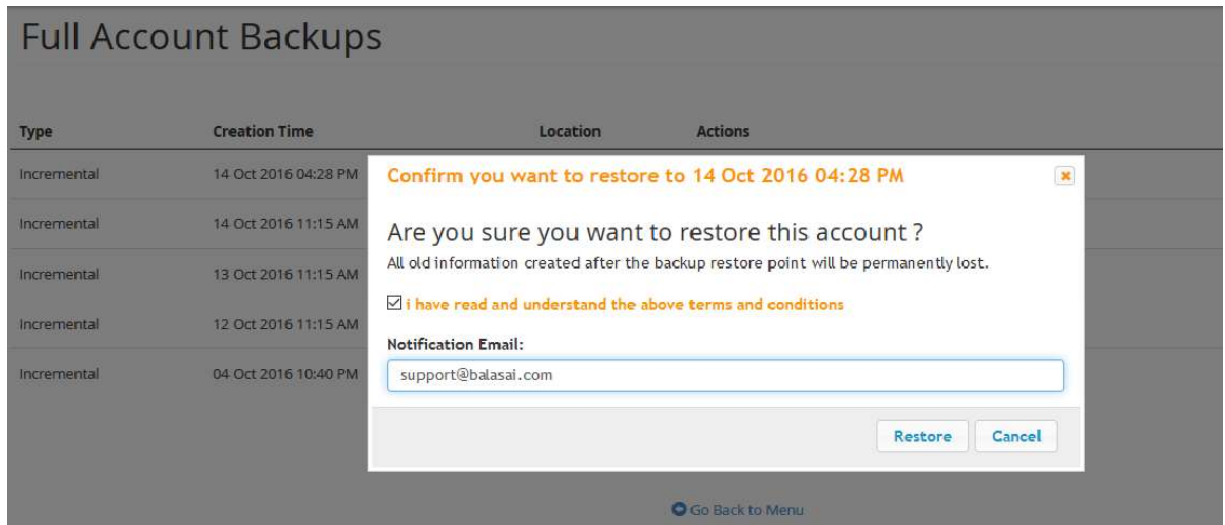 Full Account Backups
Type Creation Time Location Actions
Incremental 14 Oct 2016 04:28 PM
Incremental 14 Oct 2016 11:15 AM
Incremental 13 Oct 2016 11:15 AM
Incremental 12 Oct 2016 11:15 AM
Incremental 04 Oct 2016 10:40 PM
Confirm you want to restore to 14 Oct 2016 04:28 PM
Are you sure you want to restore this account ?
All old information created after the backup restore point will be permanently lost.
i have read and understand the above terms and conditions
Notification Email:
support@balasai.com
Restore Cancel
Go Back to Menu